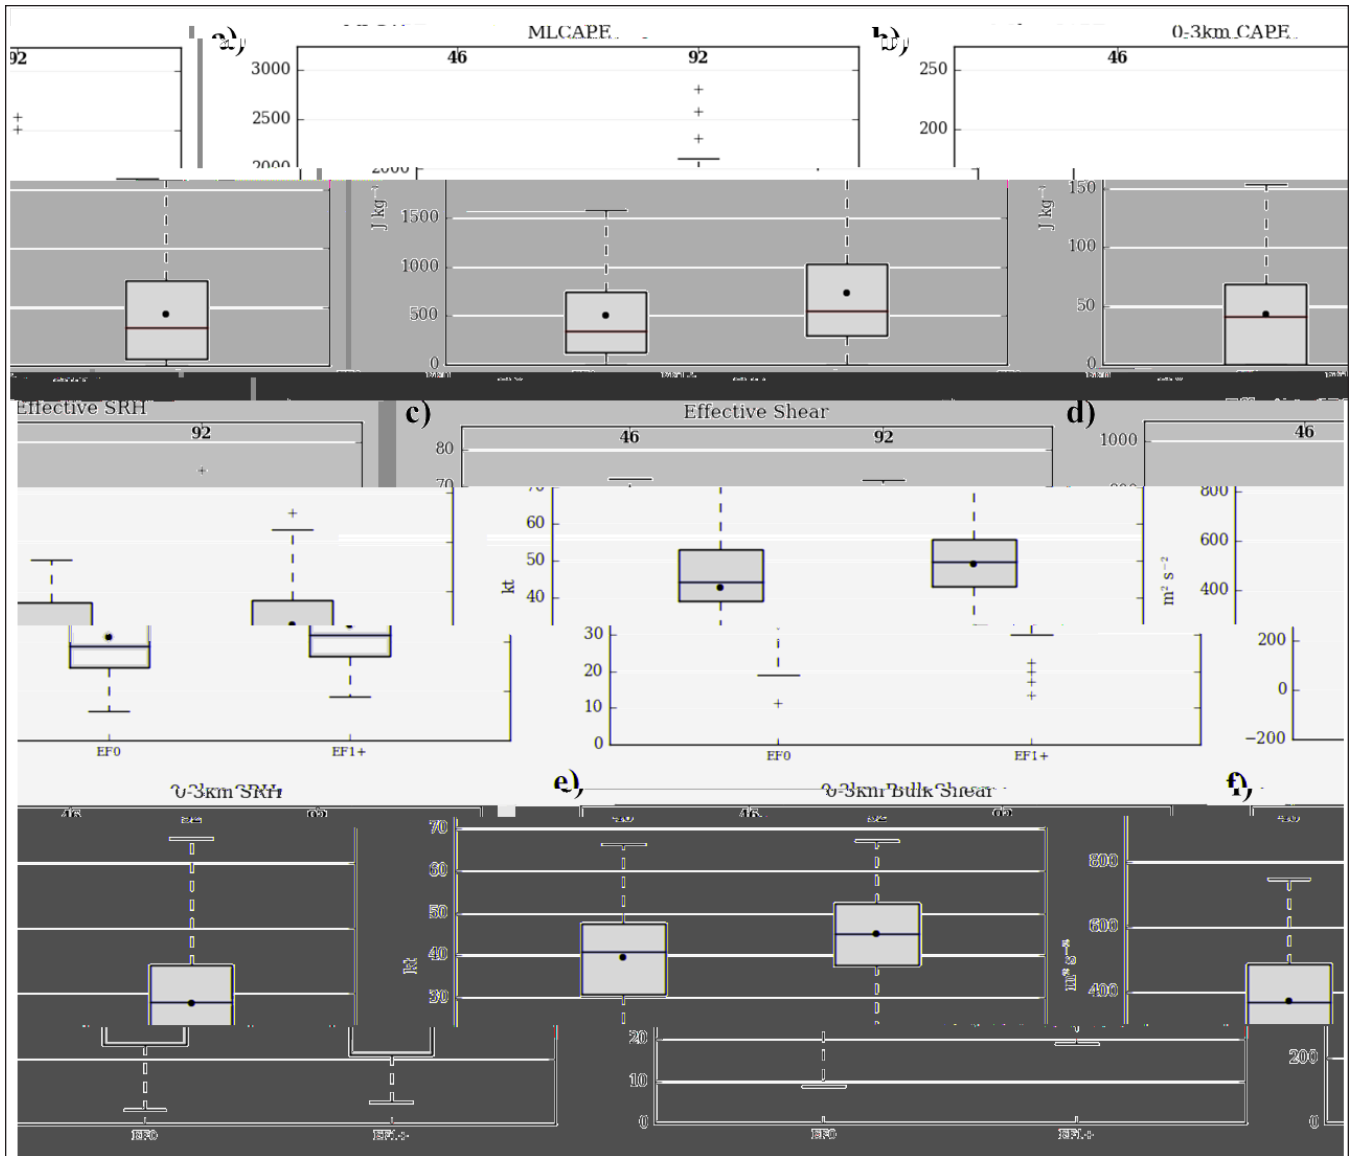 a) MLCAPE b) 0-3km CAPE
92 46 92 46
3000 250
2500 200
2000 2000
J kg⁻¹ 1500 J kg⁻¹ 150
1000 100
500 50
0 0
Effective SRH c) Effective Shear d)
92 46 92 46
80 1000
70
70 800
60 600
kt 50 m² s⁻² 400
40
30 200
20 0
10
0 −200
EF0 EF1+ EF0 EF1+
0-3km SRH e) 0-3km Bulk Shear f)
70
60 800
50 600
kt 40 m² s⁻² 400
30
20 200
10
0 0
EF0 EF1+ EF0 EF1+